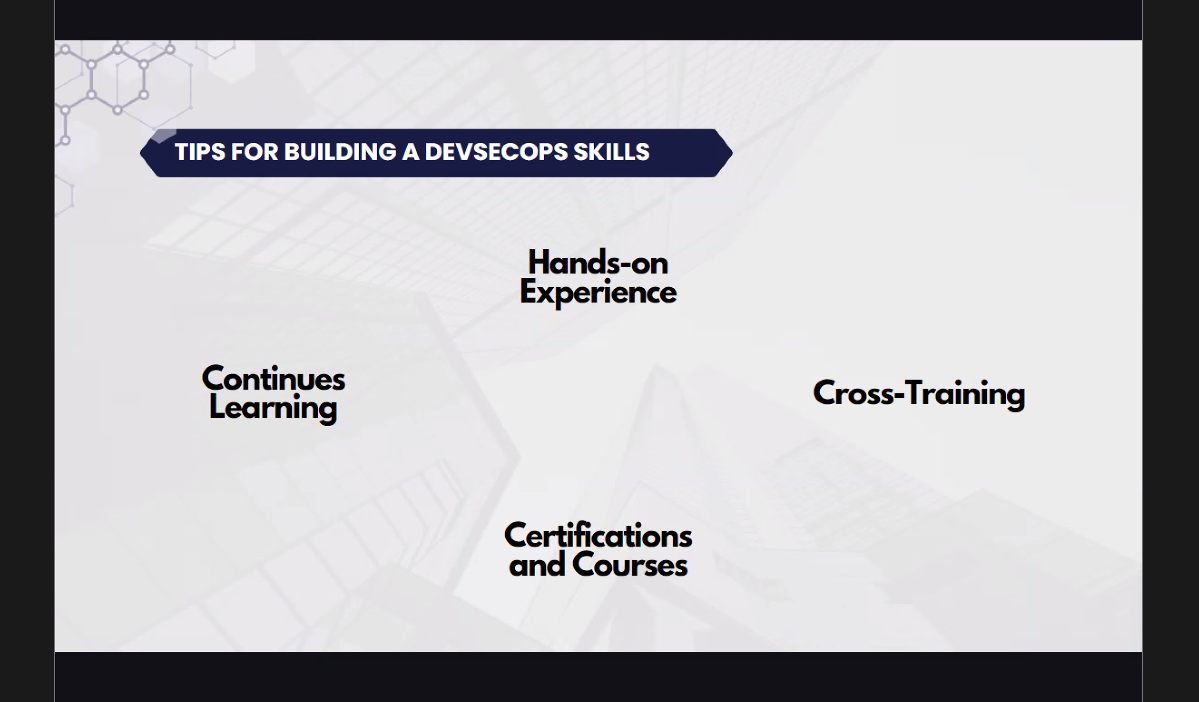 TIPS FOR BUILDING A DEVSECOPS SKILLS
Hands-on
Experience
Continues
Learning
Cross-Training
Certifications
and Courses